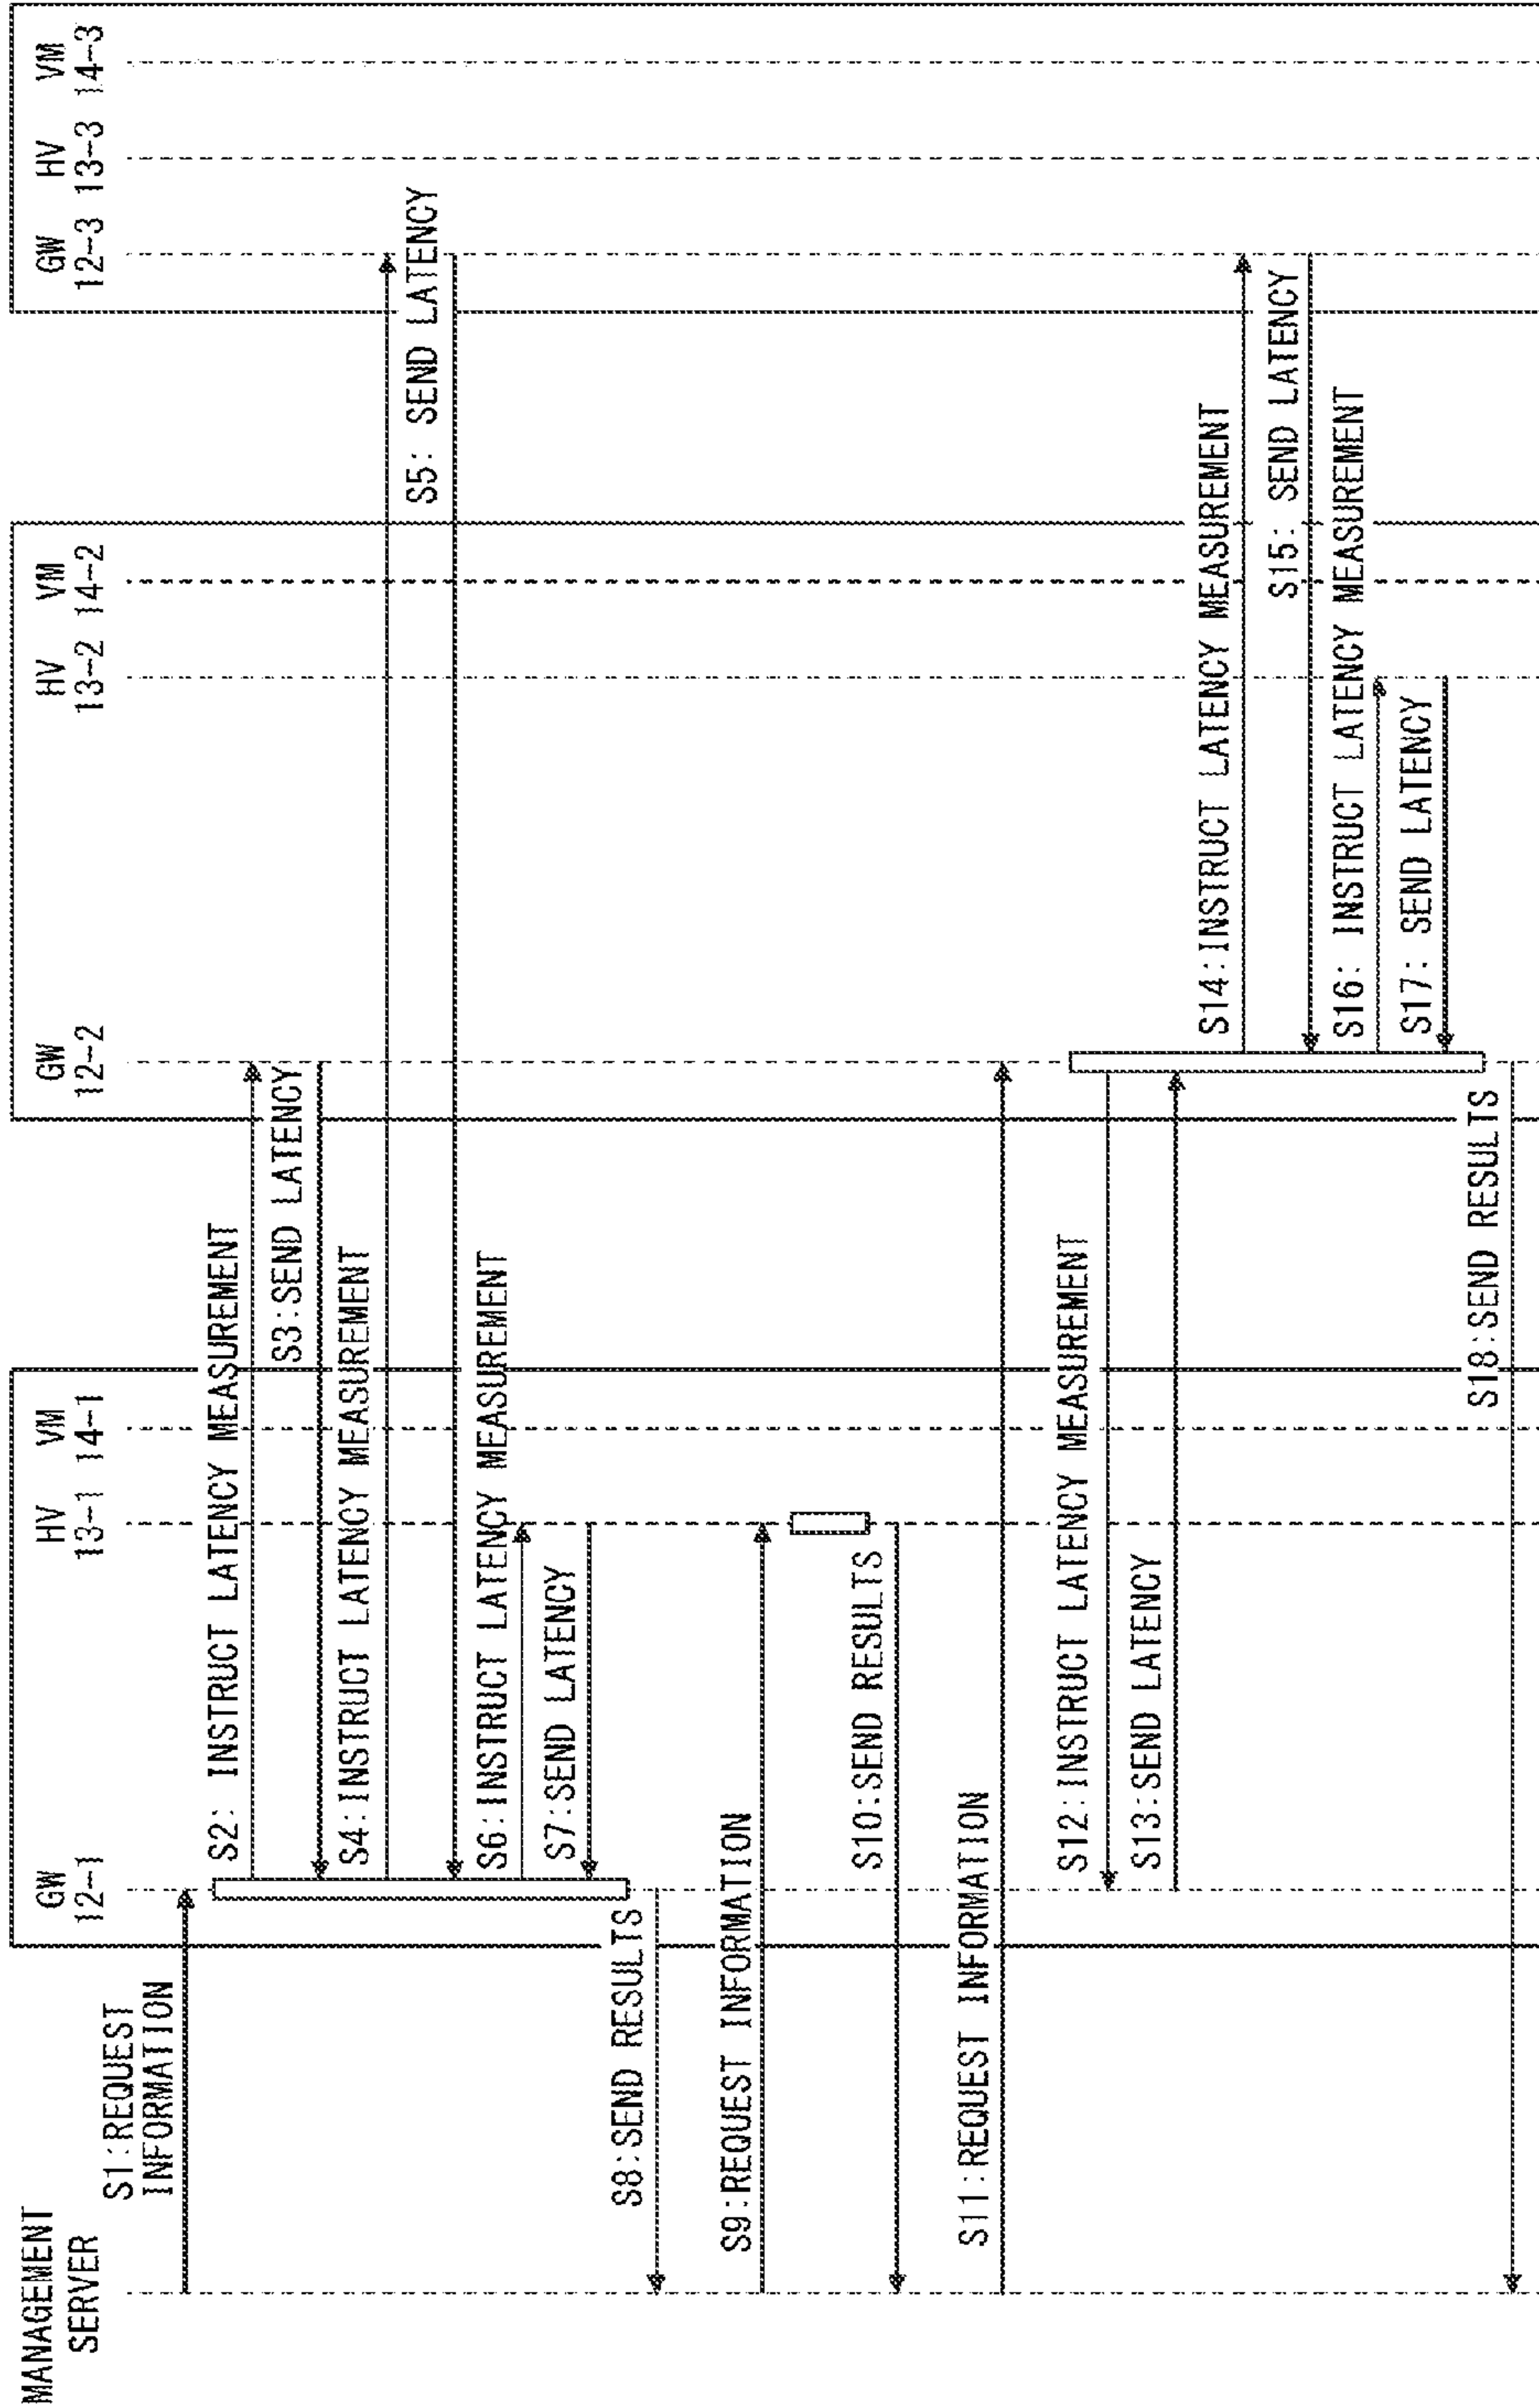 MANAGEMENT
SERVER
GW
12-1
HV
13-1
VM
14-1
GW
12-2
HV
13-2
VM
14-2
GW
12-3
HV
13-3
VM
14-3
S1:REQUEST
INFORMATION
S2: INSTRUCT LATENCY MEASUREMENT
S3:SEND LATENCY
S4:INSTRUCT LATENCY MEASUREMENT
S5: SEND LATENCY
S6:INSTRUCT LATENCY MEASUREMENT
S7:SEND LATENCY
S8:SEND RESULTS
S9:REQUEST INFORMATION
S10:SEND RESULTS
S11:REQUEST INFORMATION
S12:INSTRUCT LATENCY MEASUREMENT
S13:SEND LATENCY
S14:INSTRUCT LATENCY MEASUREMENT
S15: SEND LATENCY
S16: INSTRUCT LATENCY MEASUREMENT
S17: SEND LATENCY
S18:SEND RESULTS